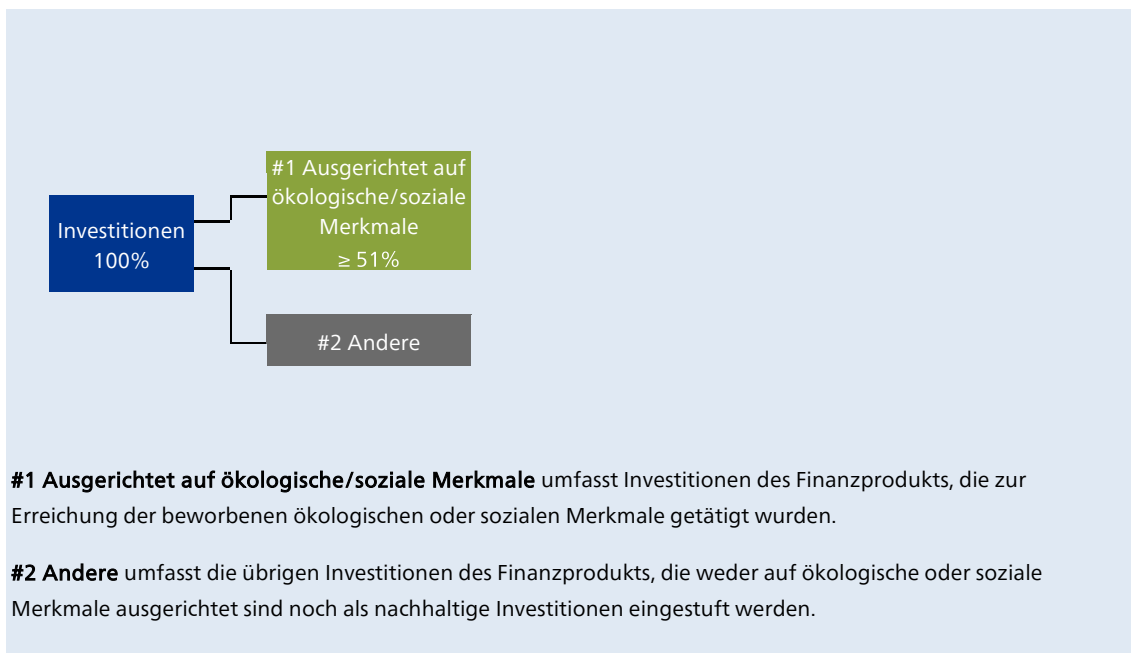 #1 Ausgerichtet auf
ökologische/soziale
Merkmale
≥ 51%
Investitionen
100%
#2 Andere
#1 Ausgerichtet auf ökologische/soziale Merkmale umfasst Investitionen des Finanzprodukts, die zur
Erreichung der beworbenen ökologischen oder sozialen Merkmale getätigt wurden.
#2 Andere umfasst die übrigen Investitionen des Finanzprodukts, die weder auf ökologische oder soziale
Merkmale ausgerichtet sind noch als nachhaltige Investitionen eingestuft werden.